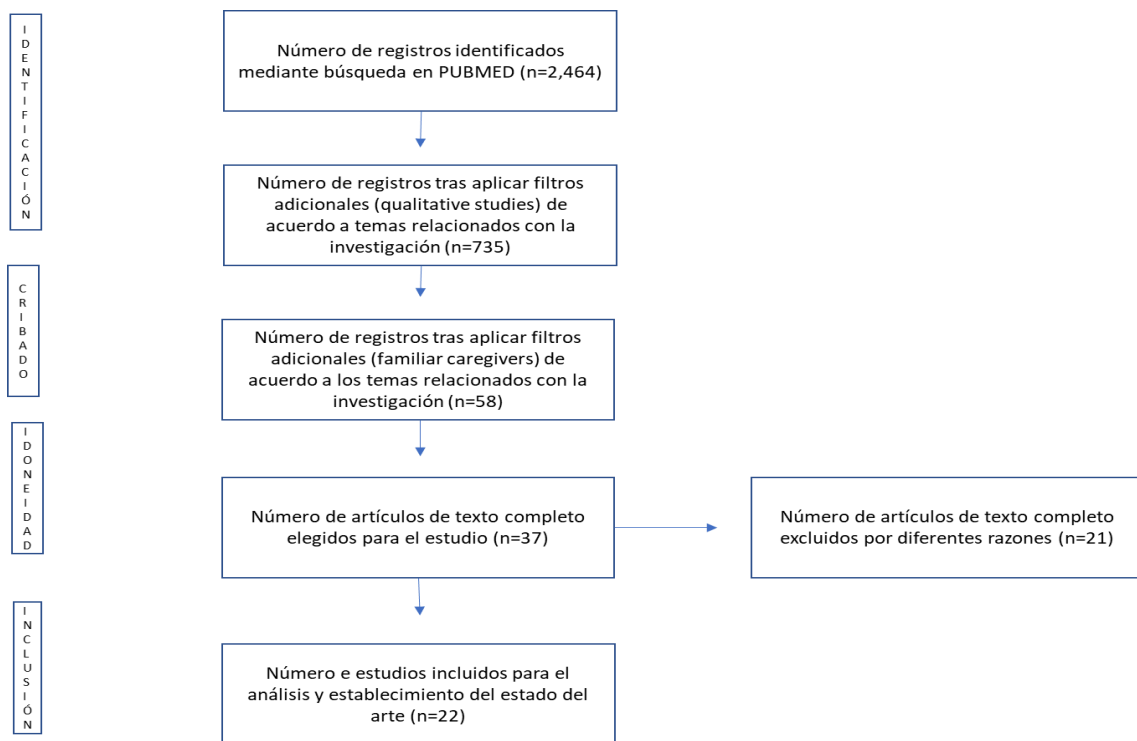 IDENTIFICACIÓN
Número de registros identificados
mediante búsqueda en PUBMED (n=2,464)
Número de registros tras aplicar filtros
adicionales (qualitative studies) de
acuerdo a temas relacionados con la
investigación (n=735)
CRIBADO
Número de registros tras aplicar filtros
adicionales (familiar caregivers) de
acuerdo a los temas relacionados con la
investigación (n=58)
IDONEIDAD
Número de artículos de texto completo
elegidos para el estudio (n=37)
Número de artículos de texto completo
excluidos por diferentes razones (n=21)
INCLUSIÓN
Número e estudios incluidos para el
análisis y establecimiento del estado del
arte (n=22)